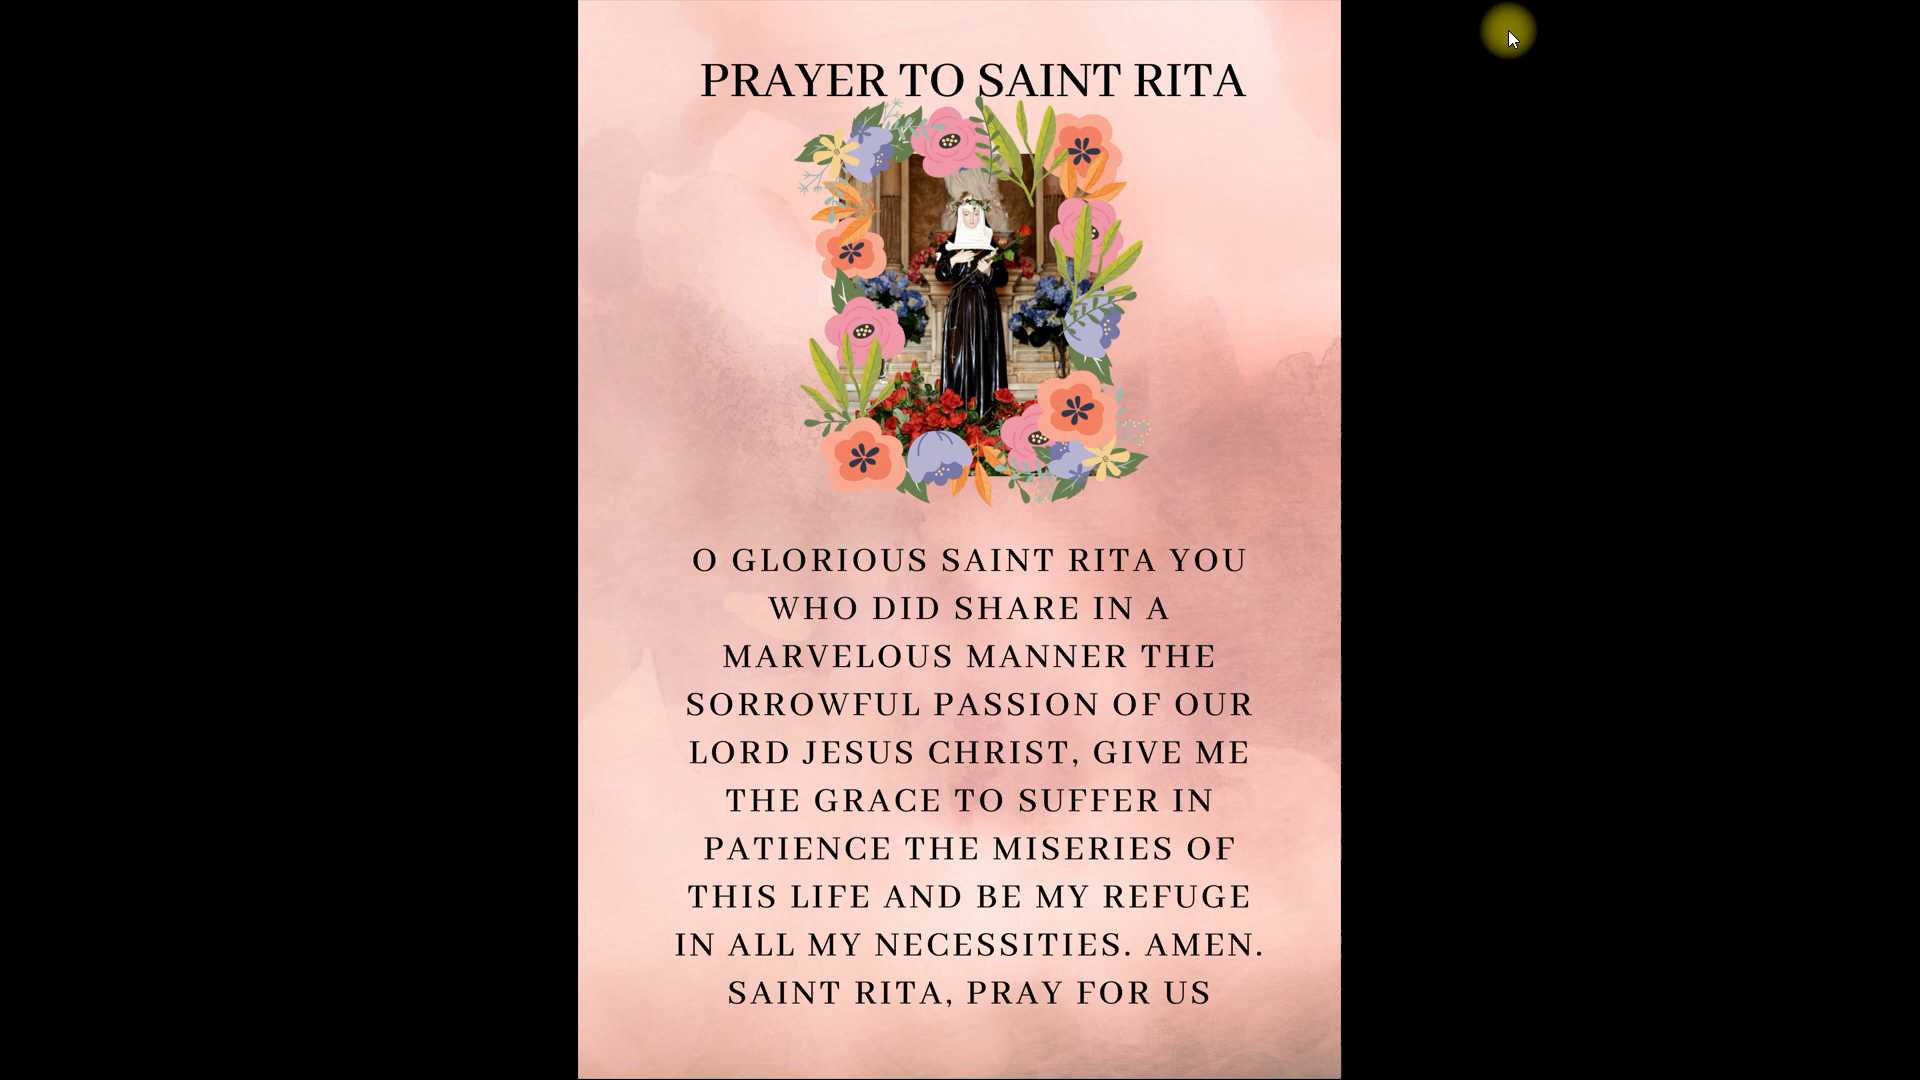 PRAYER TO SAINT RITA
O GLORIOUS SAINT RITA YOU
WHO DID SHARE IN A
MARVELOUS MANNER THE
SORROWFUL PASSION OF OUR
LORD JESUS CHRIST, GIVE ME
THE GRACE TO SUFFER IN
PATIENCE THE MISERIES OF
THIS LIFE AND BE MY REFUGE
IN ALL MY NECESSITIES. AMEN.
SAINT RITA, PRAY FOR US